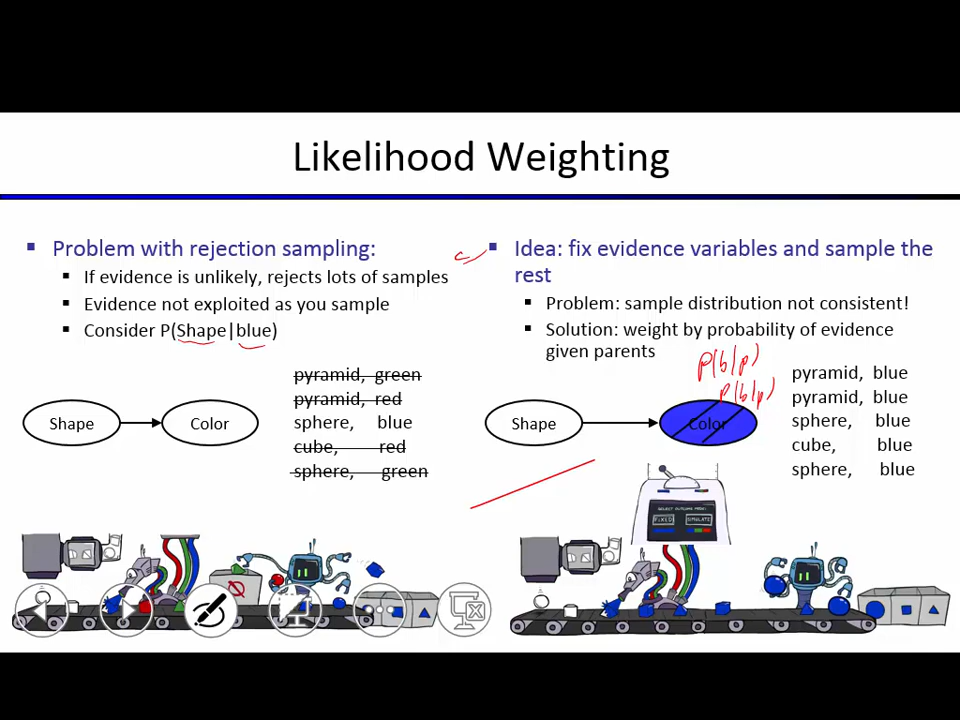 Likelihood Weighting
Problem with rejection sampling:
If evidence is unlikely, rejects lots of samples
Evidence not exploited as you sample
Consider P(Shape|blue)
pyramid, green
pyramid, red
sphere, blue
cube, red
sphere, green
Shape
Color
Idea: fix evidence variables and sample the
rest
Problem: sample distribution not consistent!
Solution: weight by probability of evidence
given parents
P(b|p)
P(b|p)
pyramid, blue
pyramid, blue
sphere, blue
cube, blue
sphere, blue
Shape
Color
SELECT OUTCOME MODE:
FIXED
SIMULATE